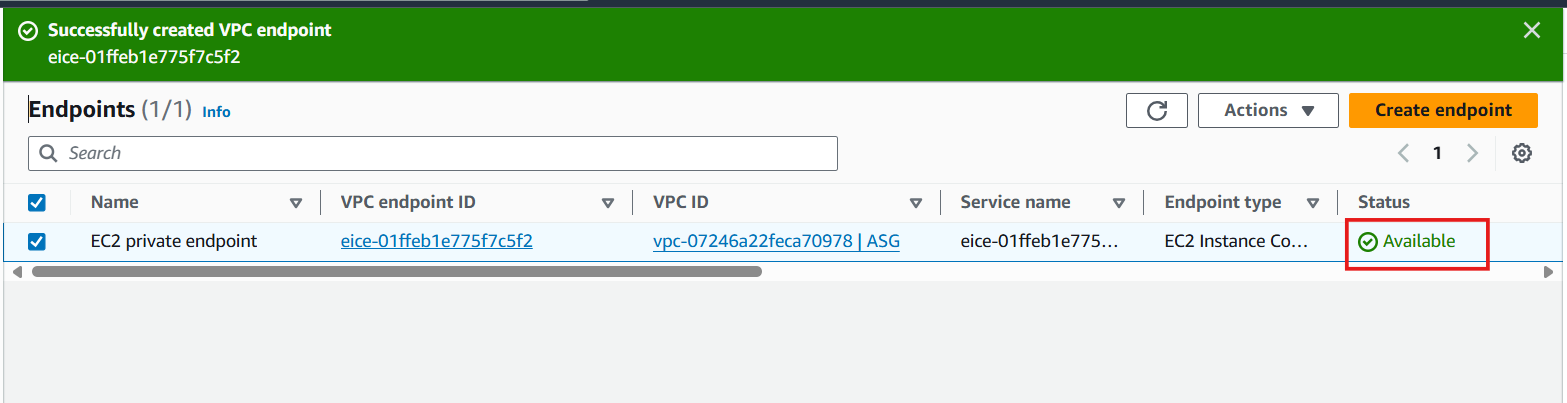 Successfully created VPC endpoint
eice-01ffeb1e775f7c5f2
Endpoints (1/1) Info
Actions
Create endpoint
Search
1
Name VPC endpoint ID VPC ID Service name Endpoint type Status
EC2 private endpoint eice-01ffeb1e775f7c5f2 vpc-07246a22feca70978 | ASG eice-01ffeb1e775... EC2 Instance Co... Available